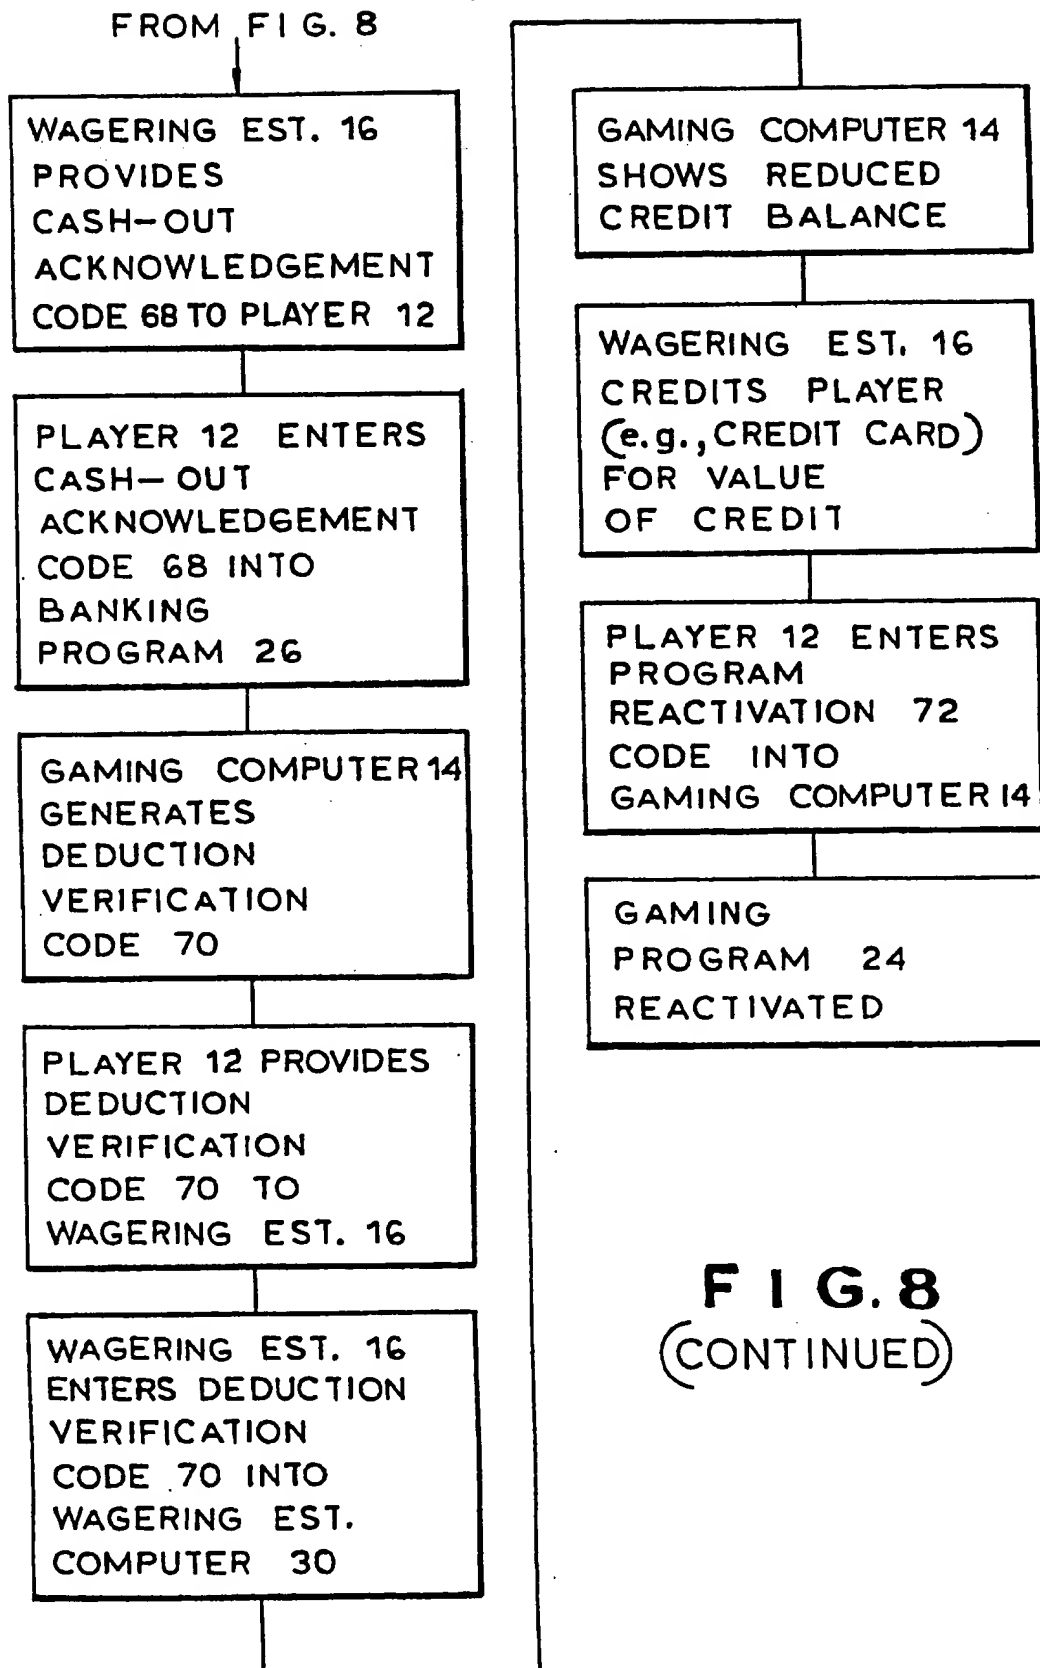 FROM FIG. 8
WAGERING EST. 16
PROVIDES
CASH-OUT
ACKNOWLEDGEMENT
CODE 68 TO PLAYER 12
PLAYER 12 ENTERS
CASH-OUT
ACKNOWLEDGEMENT
CODE 68 INTO
BANKING
PROGRAM 26
GAMING COMPUTER 14
GENERATES
DEDUCTION
VERIFICATION
CODE 70
PLAYER 12 PROVIDES
DEDUCTION
VERIFICATION
CODE 70 TO
WAGERING EST. 16
WAGERING EST. 16
ENTERS DEDUCTION
VERIFICATION
CODE 70 INTO
WAGERING EST.
COMPUTER 30
GAMING COMPUTER 14
SHOWS REDUCED
CREDIT BALANCE
WAGERING EST. 16
CREDITS PLAYER
(e.g., CREDIT CARD)
FOR VALUE
OF CREDIT
PLAYER 12 ENTERS
PROGRAM
REACTIVATION 72
CODE INTO
GAMING COMPUTER 14
GAMING
PROGRAM 24
REACTIVATED
FIG. 8
(CONTINUED)